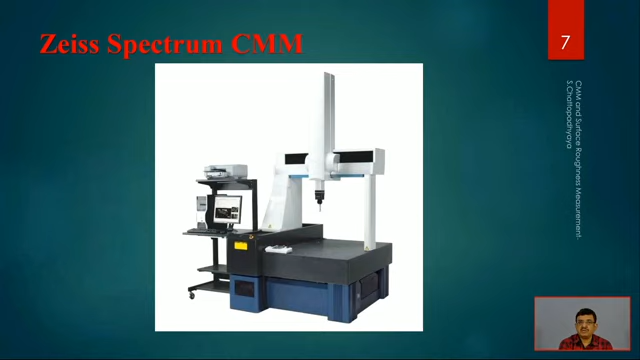 Zeiss Spectrum CMM
7
CMM and Surface Roughness Measurement-
S.Chattopadhyaya